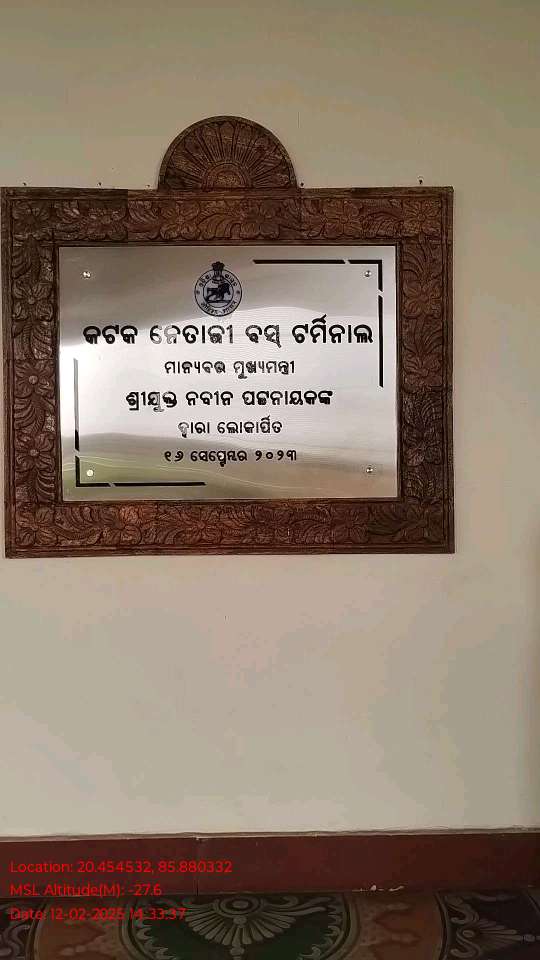 କଟକ ନେତାଜୀ ବସ୍ ଟର୍ମିନାଲ
ମାନ୍ୟବର ମୁଖ୍ୟମନ୍ତ୍ରୀ
ଶ୍ରୀଯୁକ୍ତ ନବୀନ ପଟ୍ଟନାୟକଙ୍କ
ଦ୍ୱାରା ଲୋକାର୍ପିତ
୧୬ ସେପ୍ଟେମ୍ବର ୨୦୨୩
Location: 20.454532, 85.880332
MSL Altitude(M): -27.6
Date: 12-02-2025 14:33:37